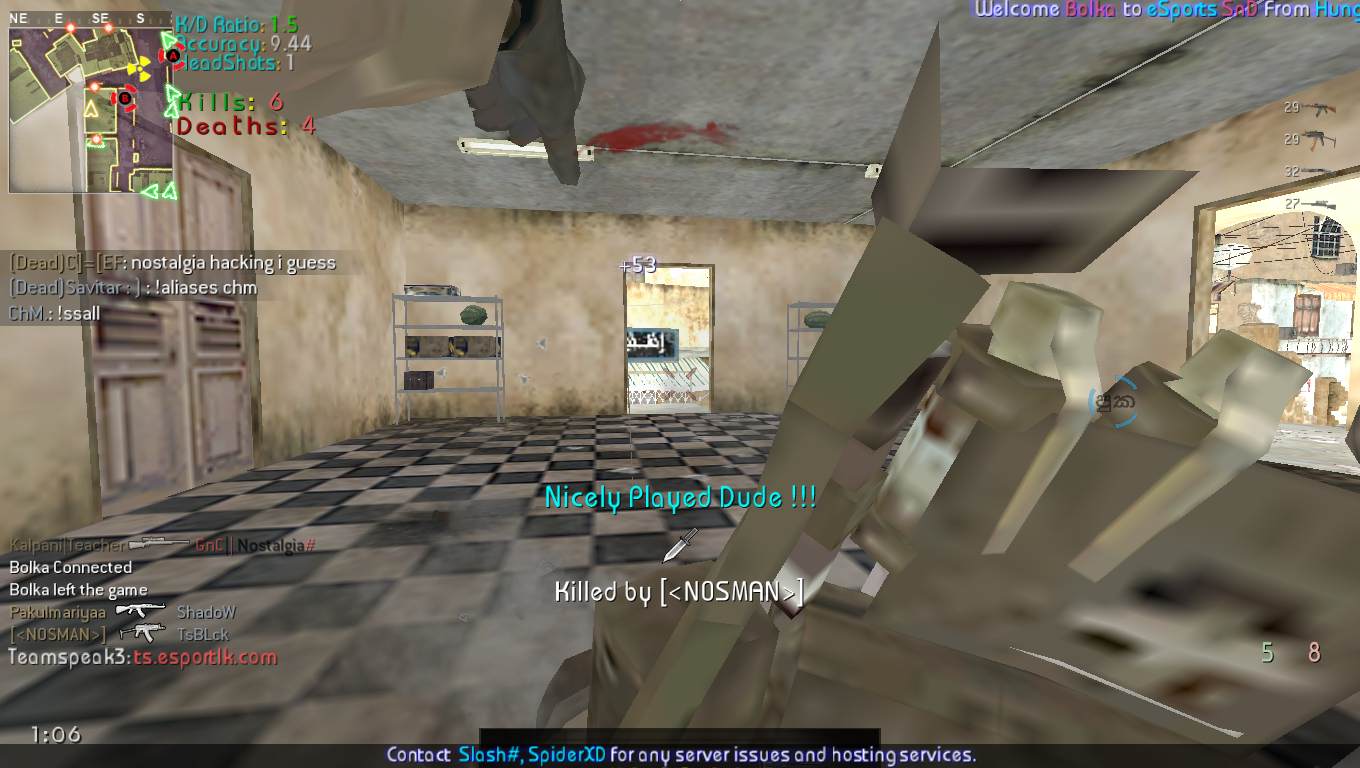 NE E SE S
Welcome Bolka to eSports SnD From Hung
K/D Ratio: 1.5
Accuracy: 9.44
HeadShots: 1
A
B
Kills: 6
Deaths: 4
29
29
32
27
(Dead)C]=[EF: nostalgia hacking i guess
(Dead)Savitar : ) : !aliases chm
ChM.: !ssall
+53
Nicely Played Dude !!!
Killed by [<NOSMAN>]
Kalpani|Teacher GnC|| Nostalgia#
Bolka Connected
Bolka left the game
Pakulmariyaa ShadoW
[<NOSMAN>] TsBLck
Teamspeak3:ts.esportlk.com
5 8
1:06
Contact Slash#, SpiderXD for any server issues and hosting services.